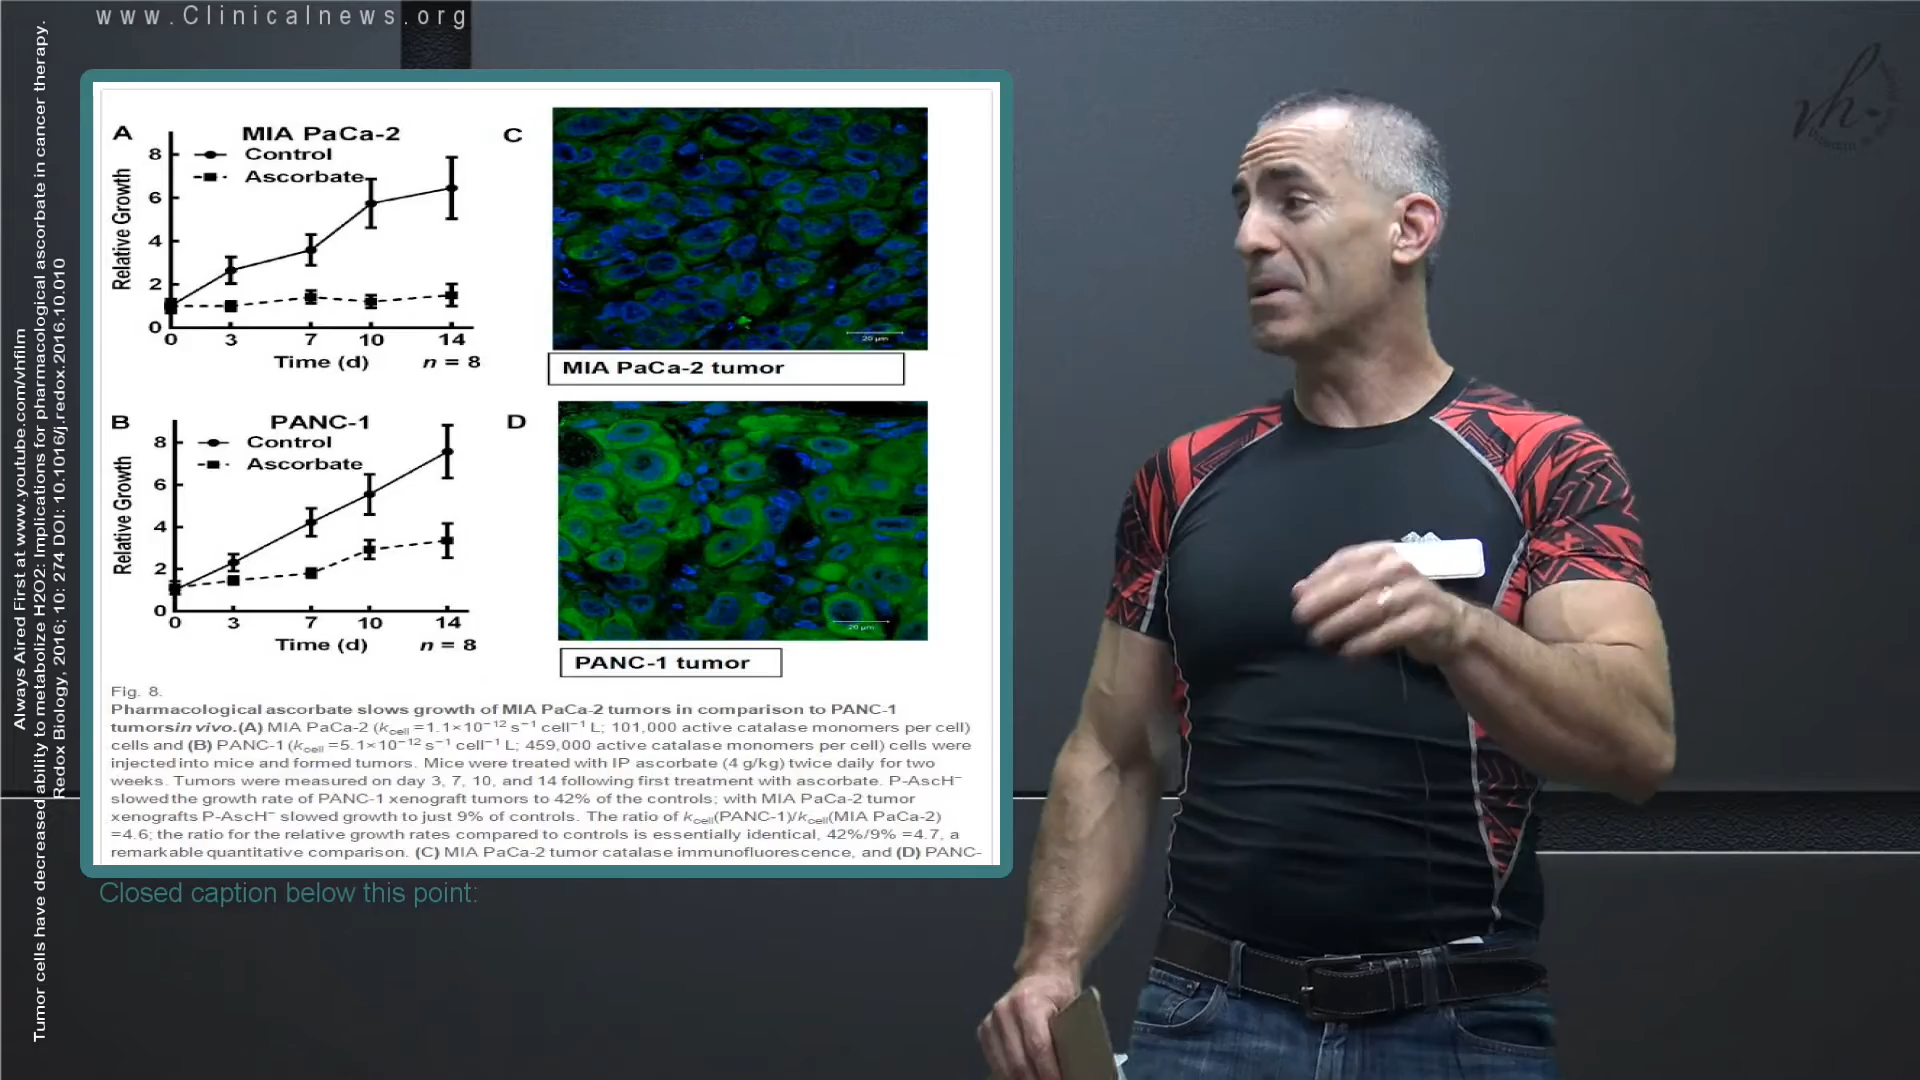 www.Clinicalnews.org
Always Aired First at www.youtube.com/vhfilm
Tumor cells have decreased ability to metabolize H2O2: Implications for pharmacological ascorbate in cancer therapy.
Redox Biology, 2016; 10: 274 DOI: 10.1016/j.redox.2016.10.010
A
MIA PaCa-2
Control
Ascorbate
Relative Growth
8
6
4
2
0
0 3 7 10 14
Time (d) n = 8
C
20 µm
MIA PaCa-2 tumor
B
PANC-1
Control
Ascorbate
Relative Growth
8
6
4
2
0
0 3 7 10 14
Time (d) n = 8
D
20 µm
PANC-1 tumor
Fig. 8.
Pharmacological ascorbate slows growth of MIA PaCa-2 tumors in comparison to PANC-1
tumorsin vivo.(A) MIA PaCa-2 (kcell =1.1×10−12 s−1 cell−1 L; 101,000 active catalase monomers per cell)
cells and (B) PANC-1 (kcell =5.1×10−12 s−1 cell−1 L; 459,000 active catalase monomers per cell) cells were
injected into mice and formed tumors. Mice were treated with IP ascorbate (4 g/kg) twice daily for two
weeks. Tumors were measured on day 3, 7, 10, and 14 following first treatment with ascorbate. P-AscH−
slowed the growth rate of PANC-1 xenograft tumors to 42% of the controls; with MIA PaCa-2 tumor
xenografts P-AscH− slowed growth to just 9% of controls. The ratio of kcell(PANC-1)/kcell(MIA PaCa-2)
=4.6; the ratio for the relative growth rates compared to controls is essentially identical, 42%/9% =4.7, a
remarkable quantitative comparison. (C) MIA PaCa-2 tumor catalase immunofluorescence, and (D) PANC-
Closed caption below this point:
vh